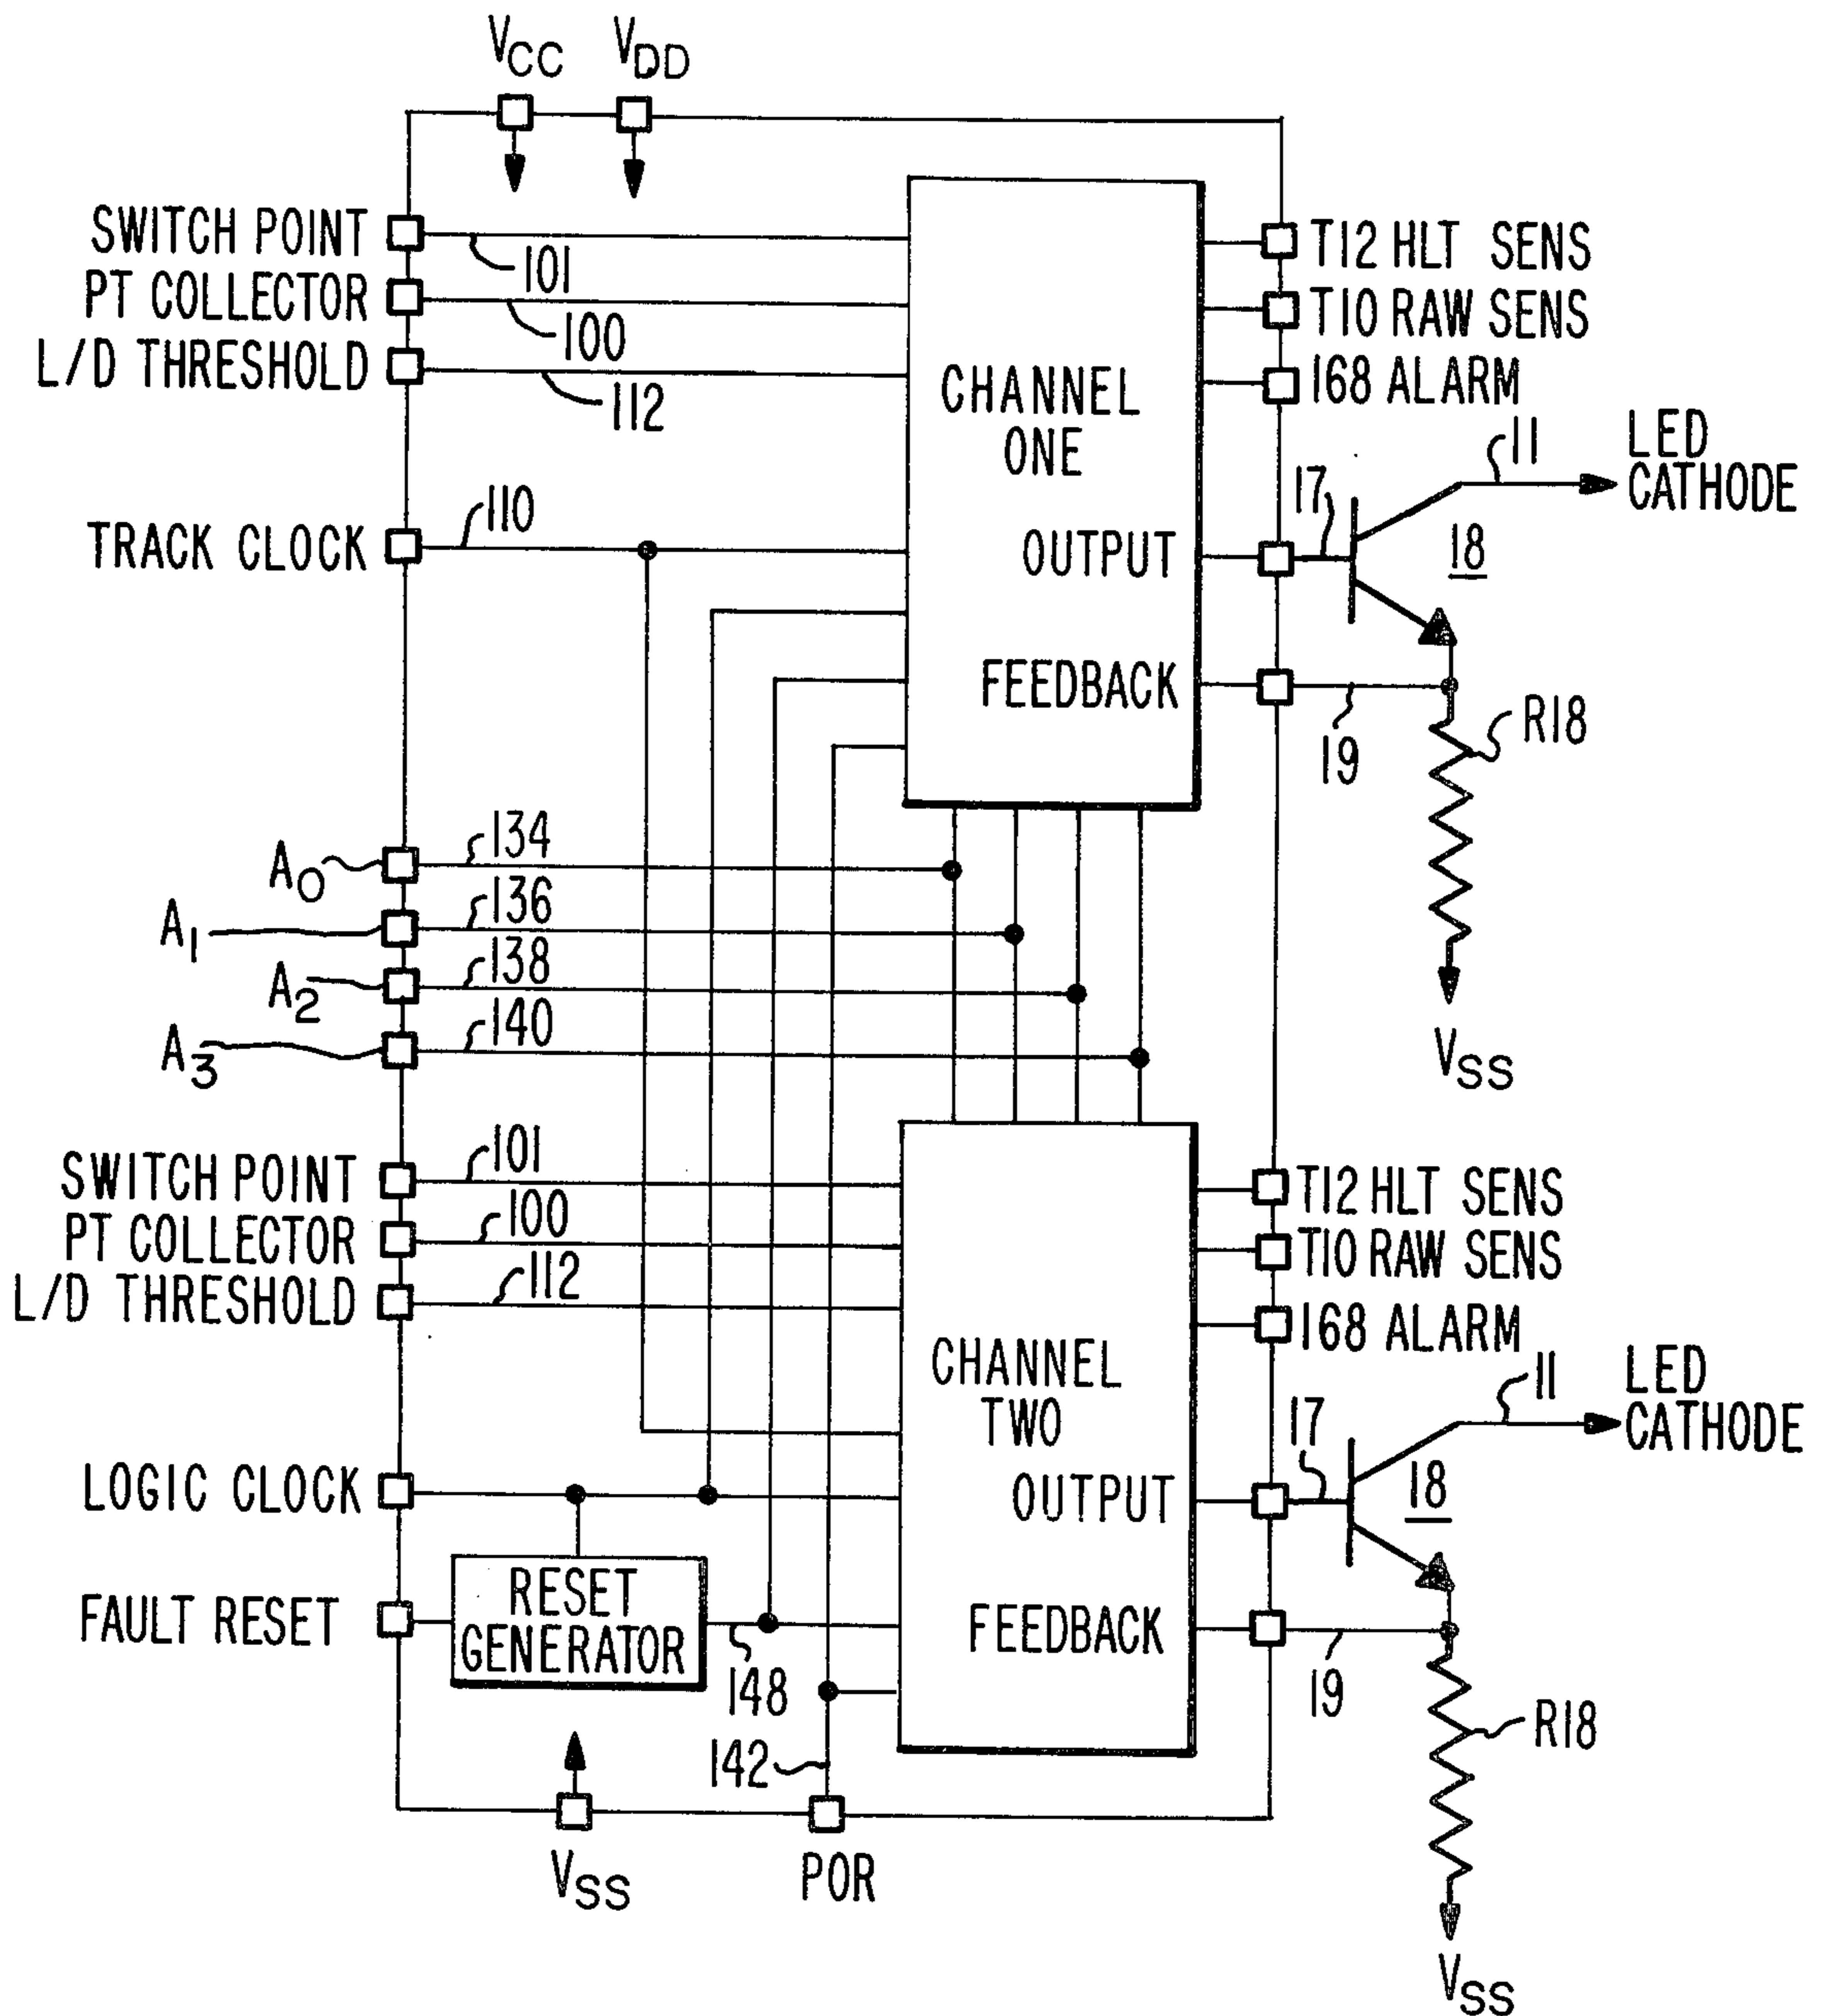 VCC VDD
SWITCH POINT
101
PT COLLECTOR
100
L/D THRESHOLD
112
TRACK CLOCK
110
CHANNEL
ONE
OUTPUT
FEEDBACK
T12 HLT SENS
T10 RAW SENS
168 ALARM
11
LED
CATHODE
17
18
19
R18
VSS
A0
134
A1
136
A2
138
A3
140
SWITCH POINT
101
PT COLLECTOR
100
L/D THRESHOLD
112
LOGIC CLOCK
FAULT RESET
RESET
GENERATOR
148
142
CHANNEL
TWO
OUTPUT
FEEDBACK
T12 HLT SENS
T10 RAW SENS
168 ALARM
11
LED
CATHODE
17
18
19
R18
VSS
VSS
POR